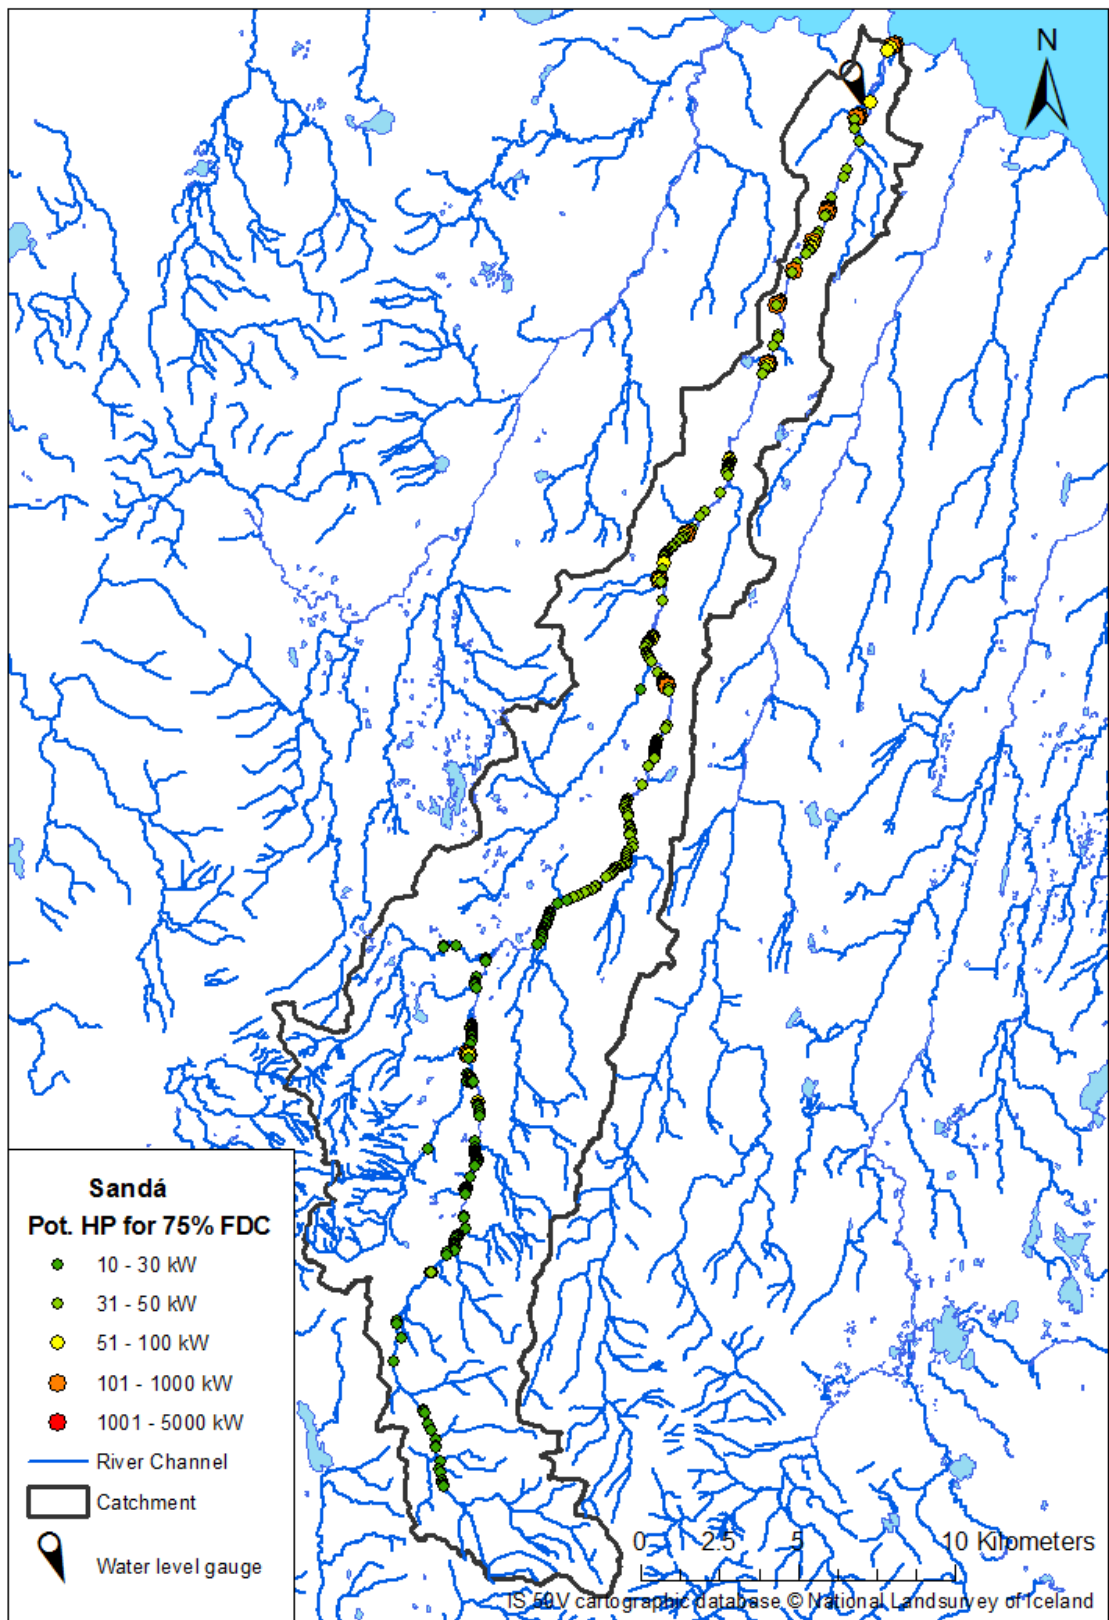 N
Sandá
Pot. HP for 75% FDC
10 - 30 kW
31 - 50 kW
51 - 100 kW
101 - 1000 kW
1001 - 5000 kW
River Channel
Catchment
Water level gauge
0 2.5 5 10 Kilometers
IS 50V cartographic database © National Landsurvey of Iceland